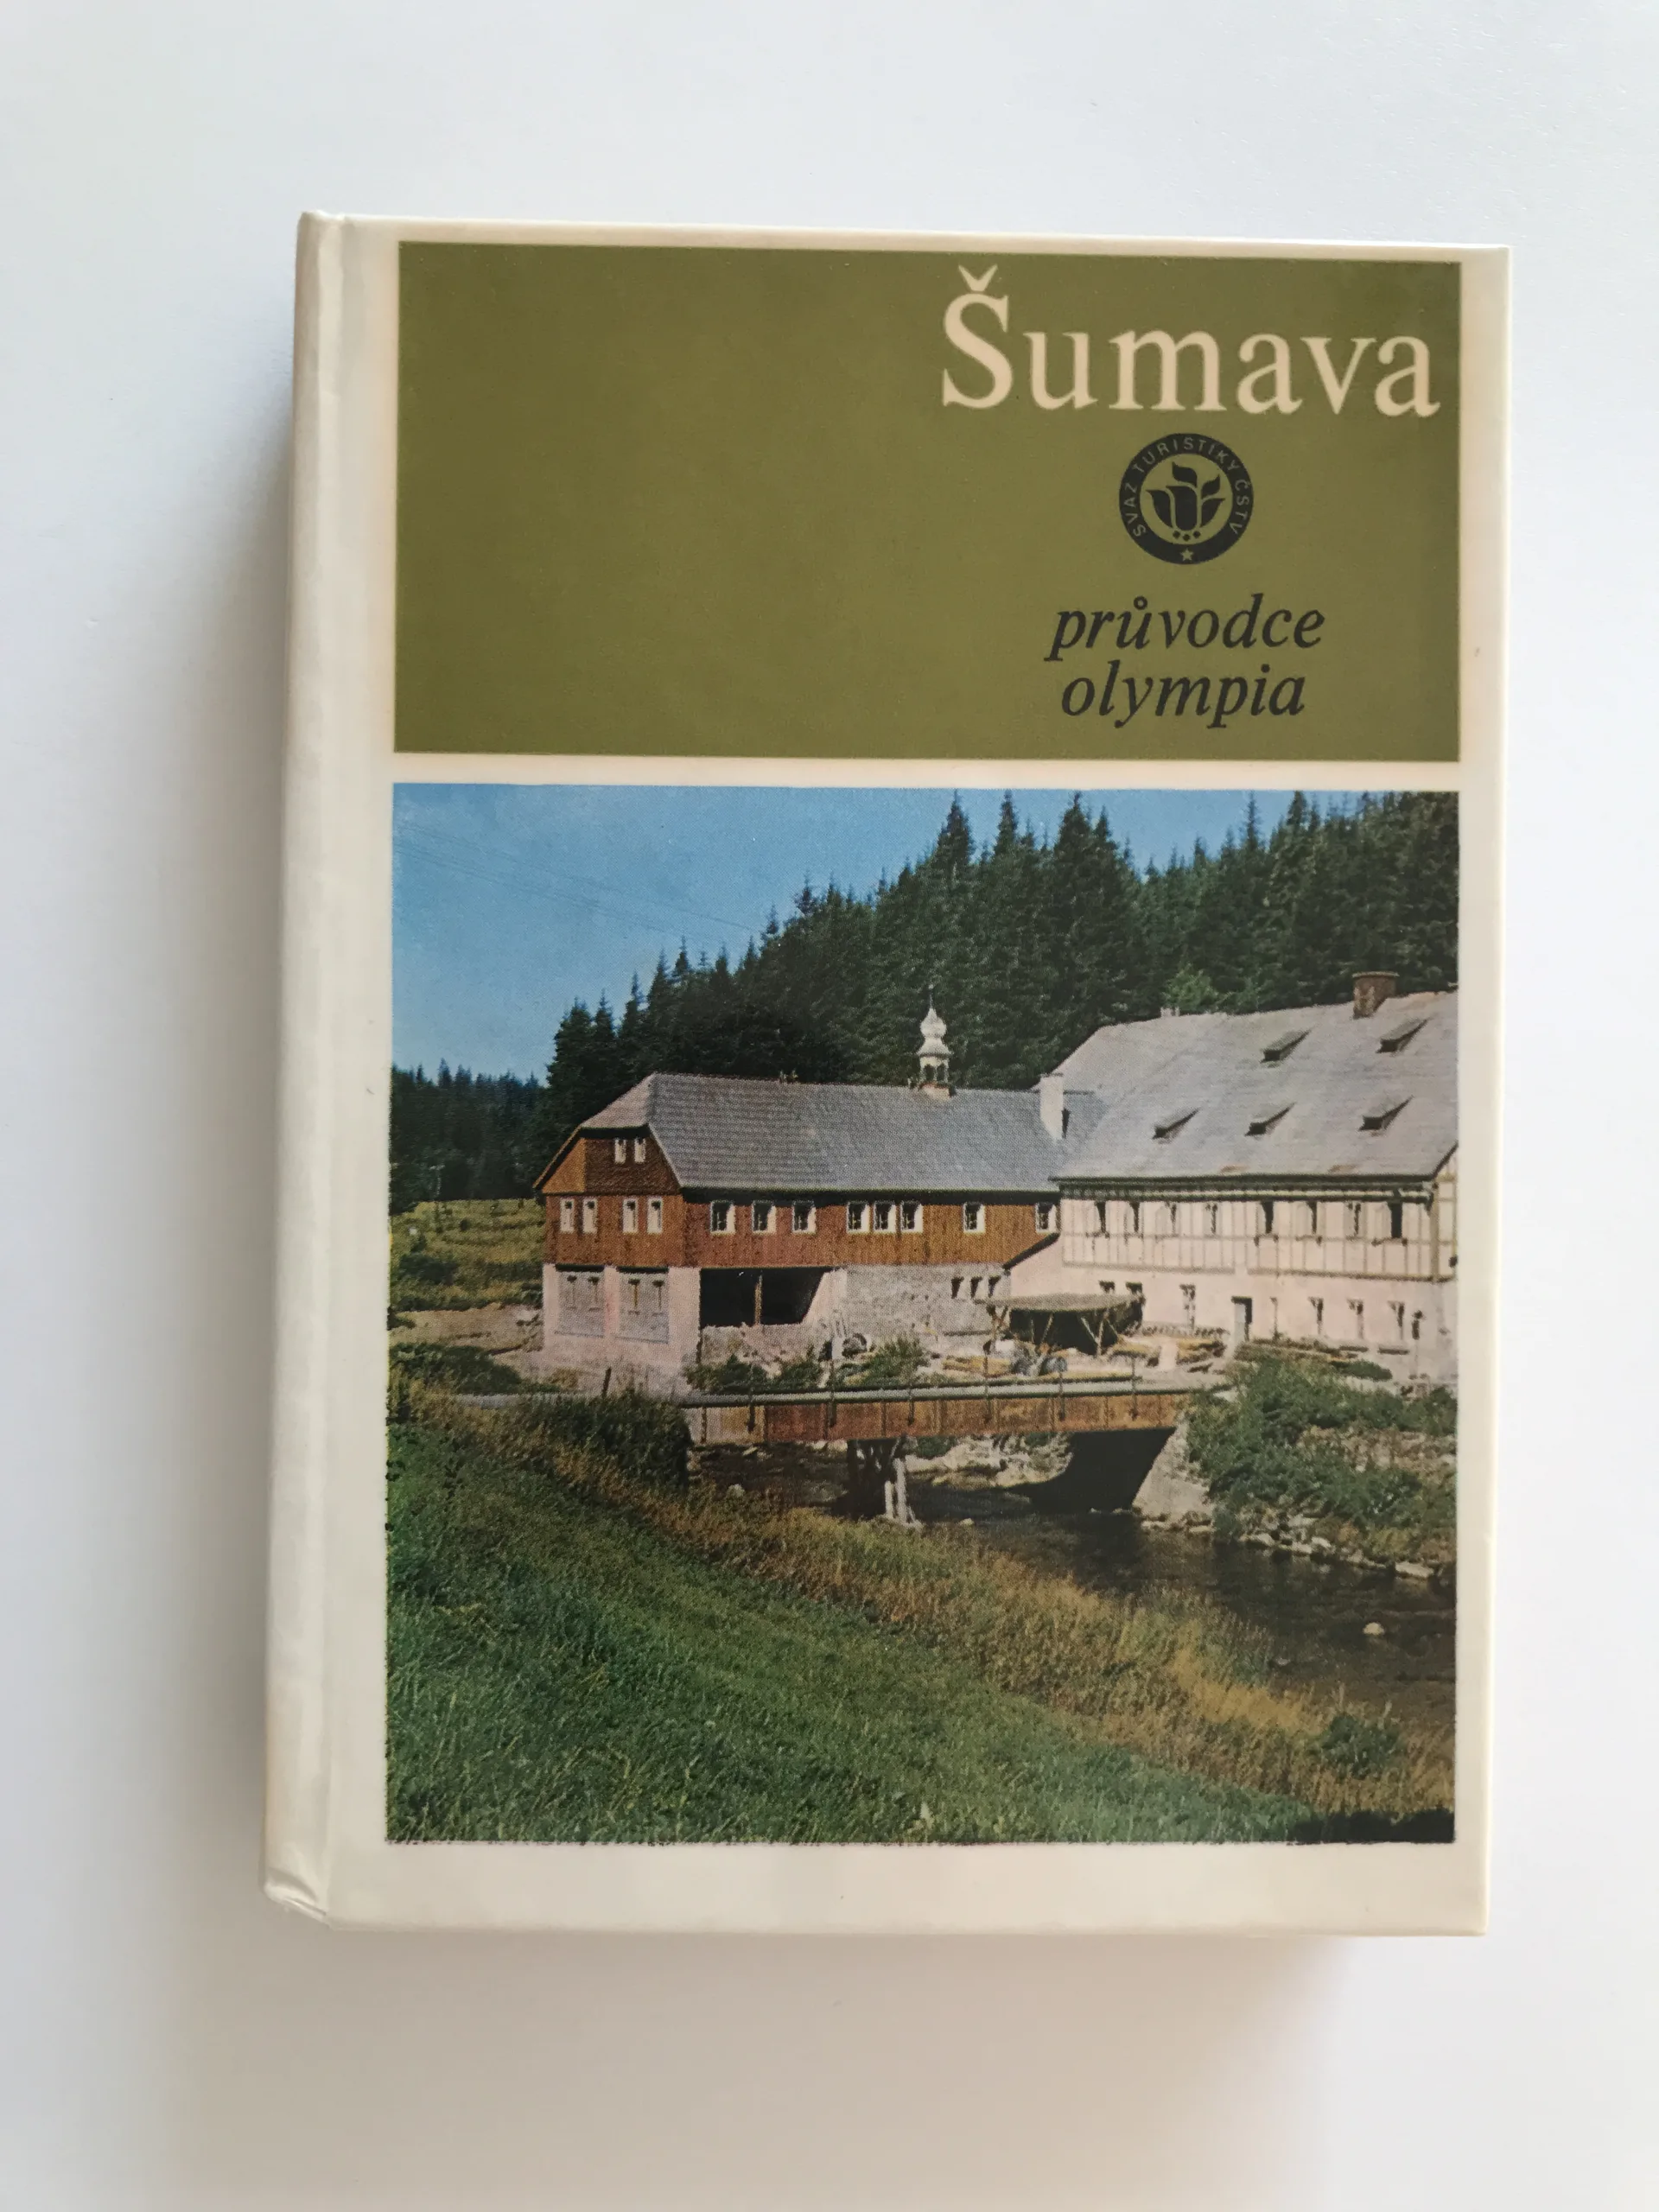 Šumava
SVAZ TURISTIKY ČSTV
průvodce
olympia